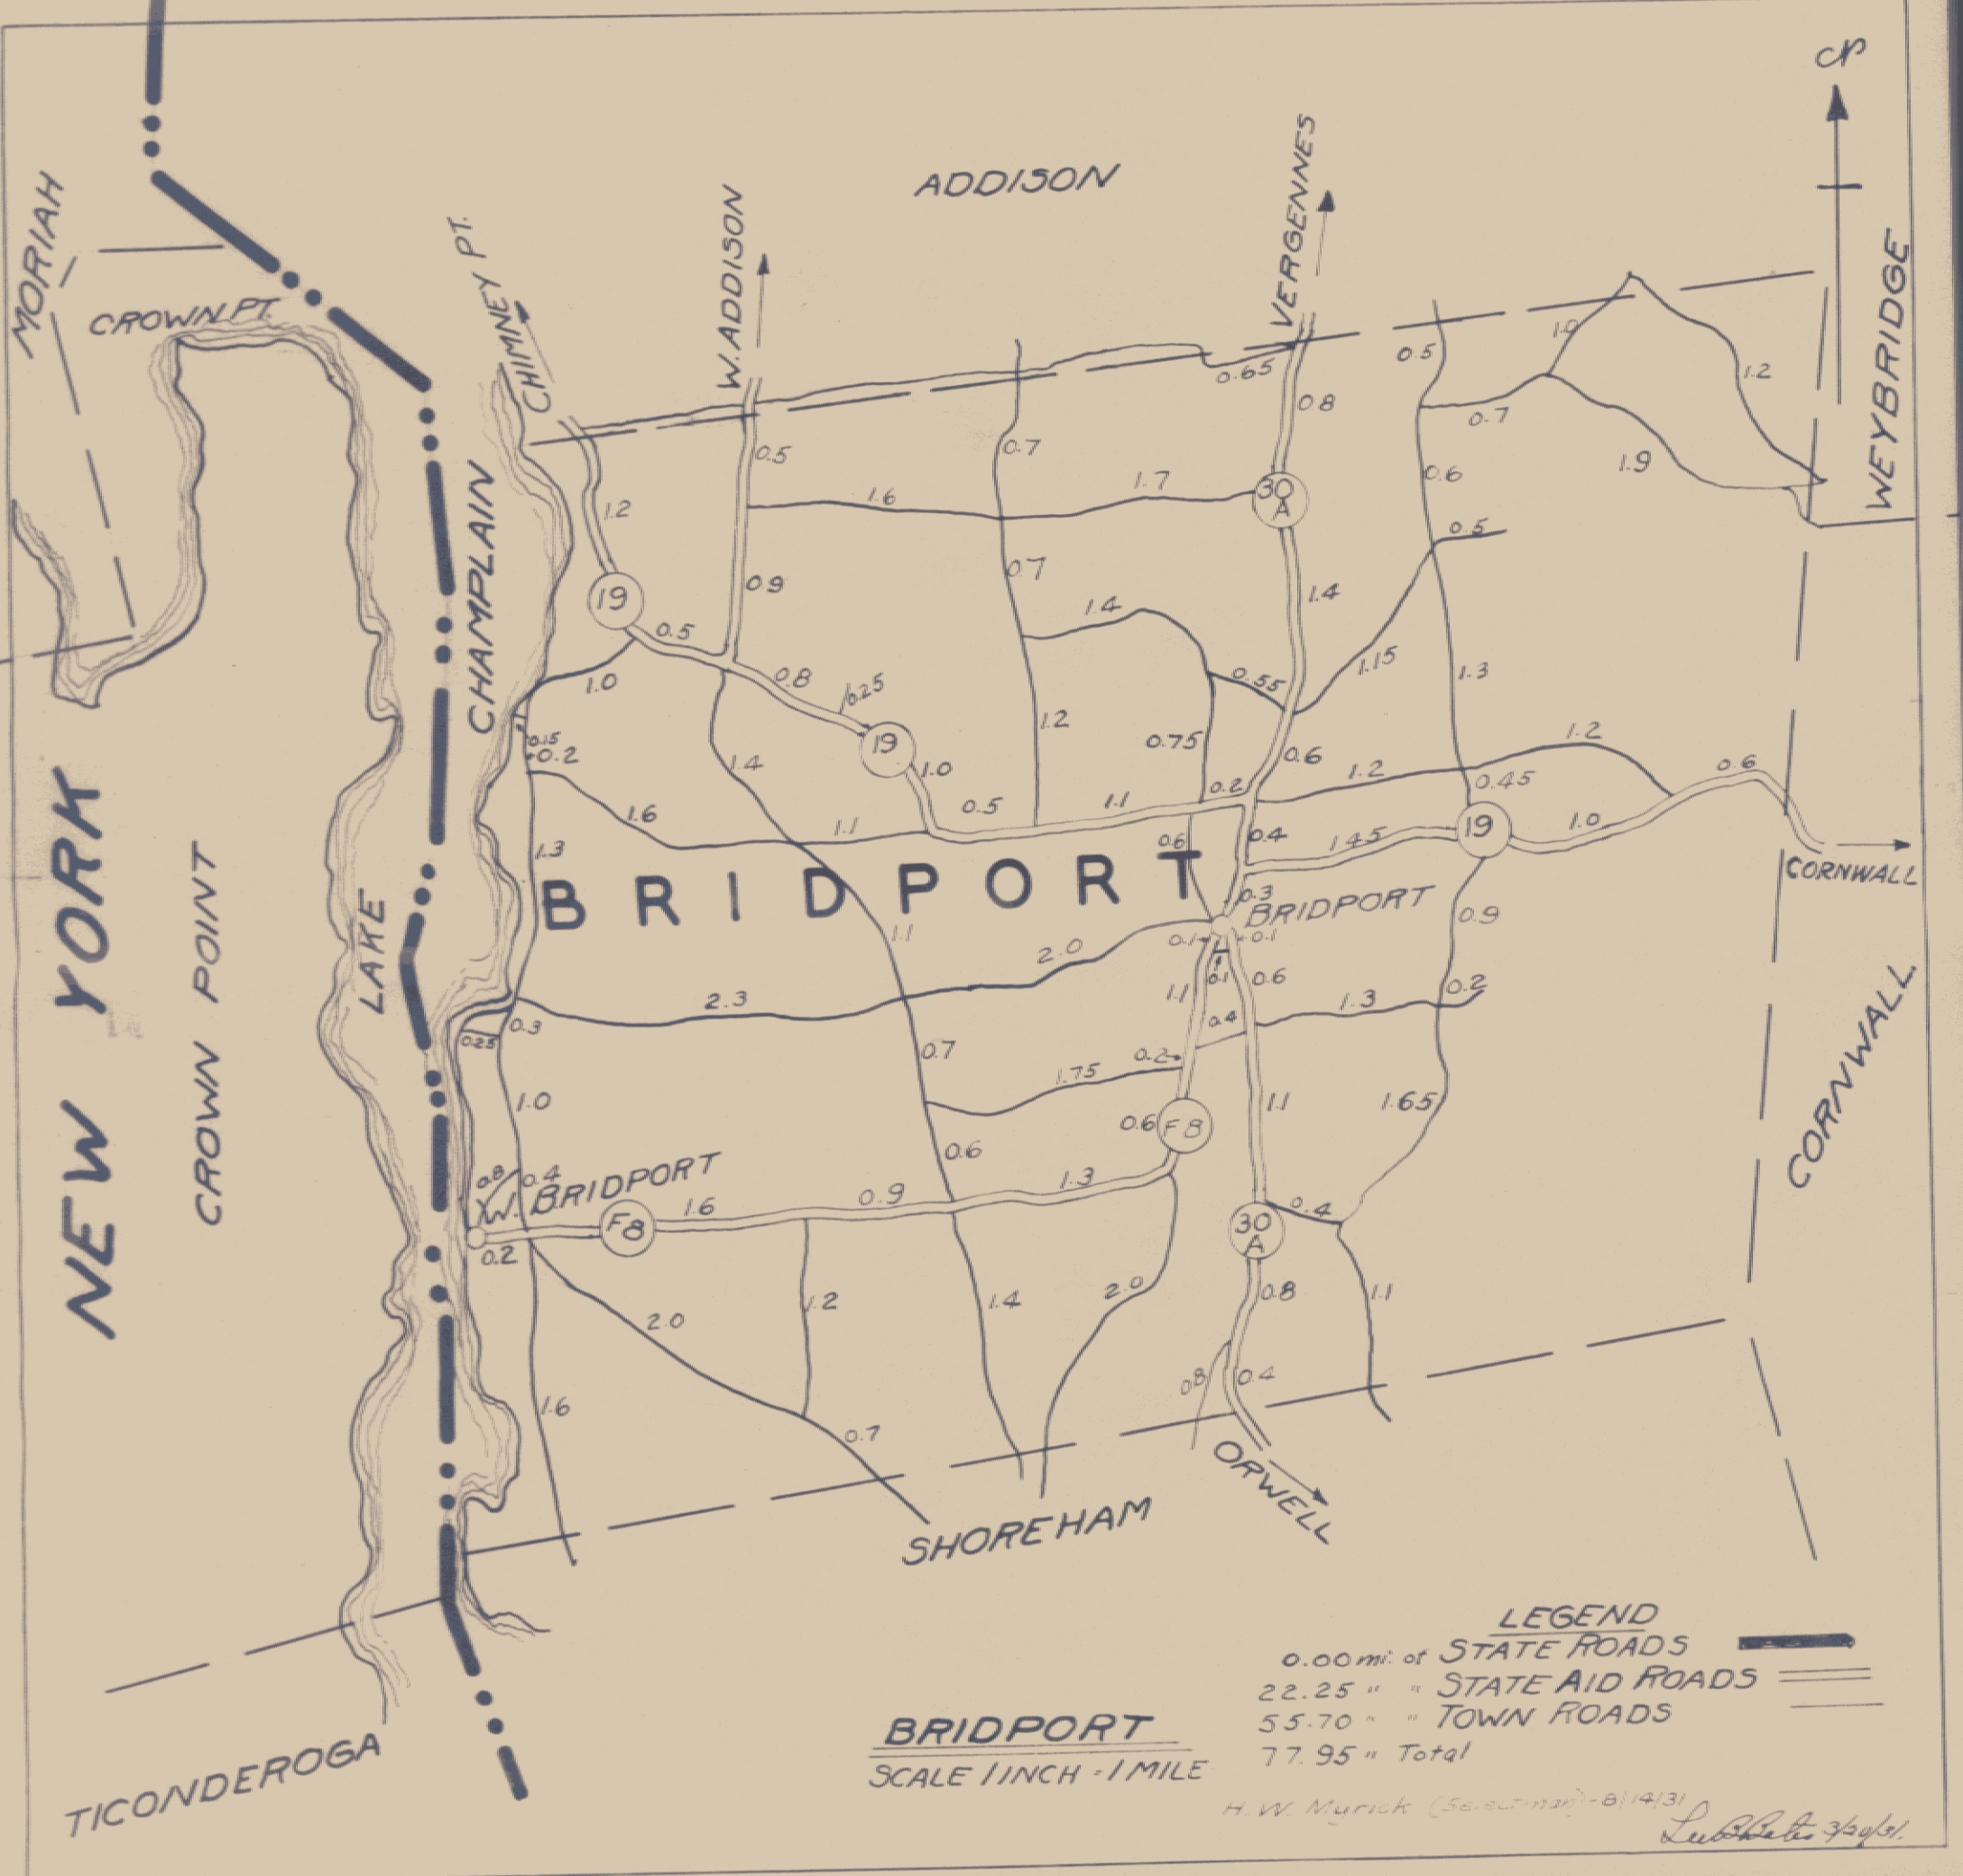 ADDISON
VERGENNES
W. ADDISON
CHIMNEY PT.
MORIAH
CROWN PT.
WEYBRIDGE
0.65
0.5
1.0
1.2
0.8
0.7
1.9
0.5
0.7
0.6
1.6
1.7
30
A
1.2
0.5
19
0.9
0.7
1.4
1.4
0.5
1.0
0.8
0.25
0.55
1.15
1.3
CHAMPLAIN
0.15
0.2
1.4
19
1.0
1.2
0.75
0.6
1.2
1.2
0.6
1.6
1.1
0.5
1.1
0.2
0.45
19
1.0
1.3
0.6
0.4
1.45
CORNWALL
BRIDPORT
0.3
BRIDPORT
0.9
NEW YORK
CROWN POINT
LAKE
1.1
2.0
0.1
0.1
0.1
2.3
1.1
0.6
1.3
0.2
0.3
0.25
0.4
0.7
0.2
1.75
1.0
1.1
1.65
0.6
F8
0.6
CORNWALL
0.8
0.4
W. BRIDPORT
F8
1.6
0.9
1.3
0.2
30
A
0.4
2.0
1.2
1.4
2.0
0.8
1.1
1.6
0.7
0.8
0.4
ORWELL
SHOREHAM
TICONDEROGA
LEGEND
0.00 mi. of STATE ROADS
22.25 " " STATE AID ROADS
55.70 " " TOWN ROADS
77.95 " Total
BRIDPORT
SCALE 1 INCH = 1 MILE
H. W. Myrick (Selectman) - 8/14/31
3/20/31.